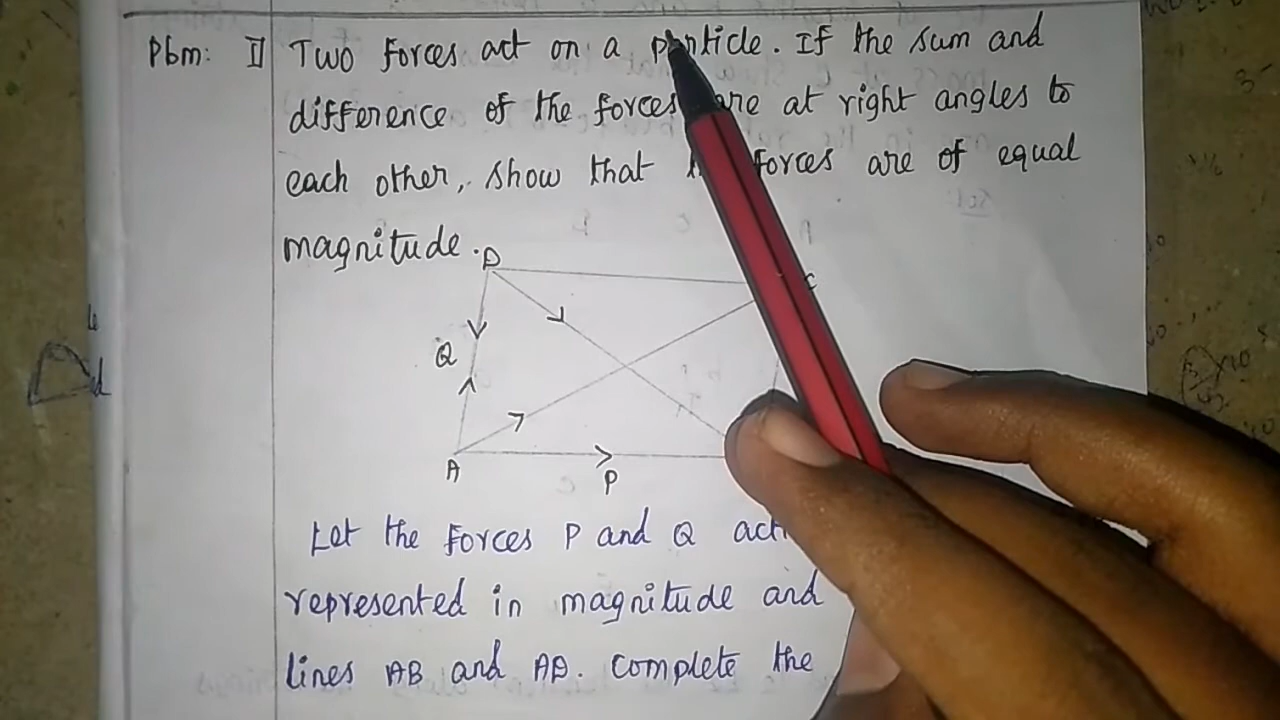 Pbm: II Two forces act on a particle. If the sum and
difference of the forces are at right angles to
each other, show that forces are of equal
magnitude.
D
C
Q
A
P
Let the forces P and Q
represented in magnitude and
lines AB and AD. Complete the